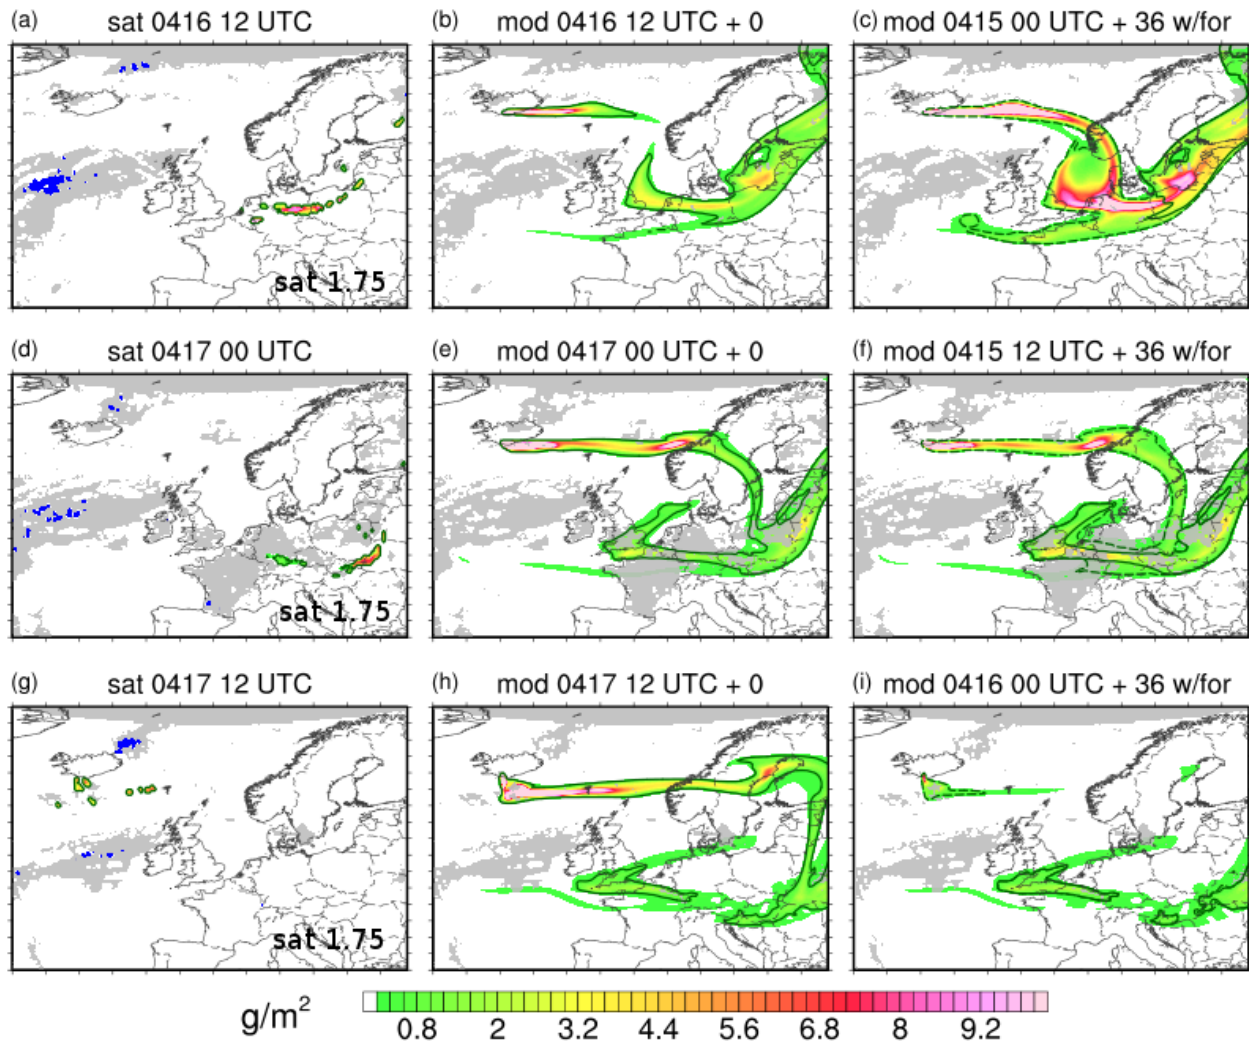 (a) sat 0416 12 UTC
(b) mod 0416 12 UTC + 0
(c) mod 0415 00 UTC + 36 w/for
sat 1.75
(d) sat 0417 00 UTC
(e) mod 0417 00 UTC + 0
(f) mod 0415 12 UTC + 36 w/for
sat 1.75
(g) sat 0417 12 UTC
(h) mod 0417 12 UTC + 0
(i) mod 0416 00 UTC + 36 w/for
sat 1.75
g/m²
0.8 2 3.2 4.4 5.6 6.8 8 9.2